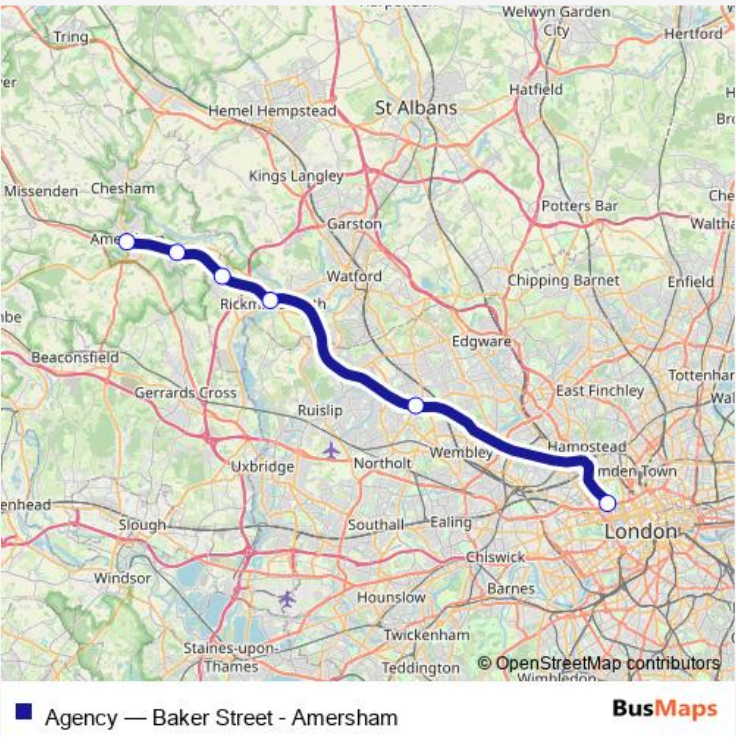 Welwyn Garden
City
Tring
Hertford
Hatfield
Hemel Hempstead
St Albans
Kings Langley
Missenden
Chesham
Potters Bar
Garston
Watford
Chipping Barnet
Enfield
Edgware
Beaconsfield
Gerrards Cross
East Finchley
Ruislip
Hampstead
Wembley
Northolt
Uxbridge
London
Slough
Southall
Ealing
Chiswick
Windsor
Hounslow
Barnes
Twickenham
Staines-upon-
Thames
Teddington
© OpenStreetMap contributors
Agency — Baker Street - Amersham
BusMaps